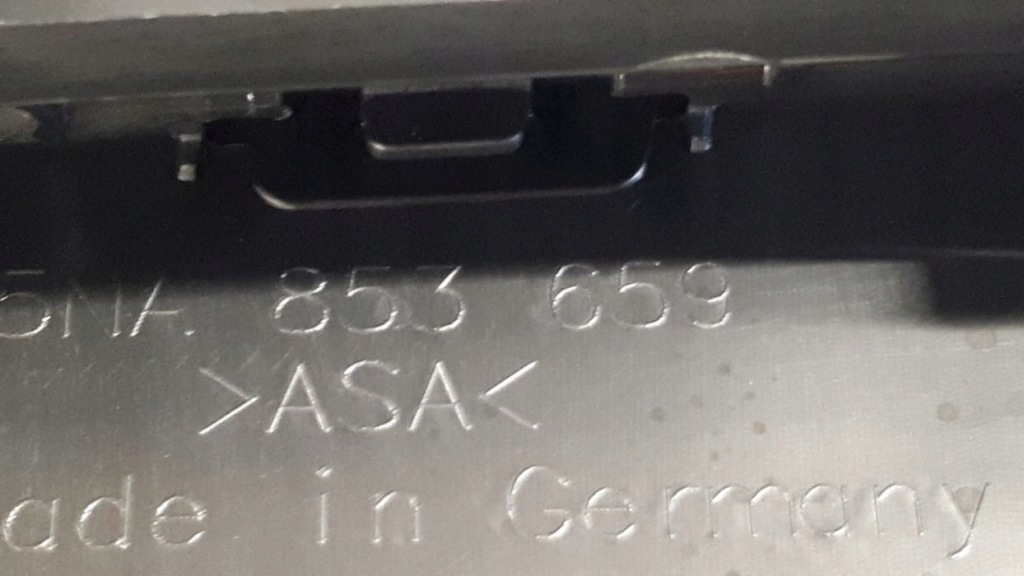 5NA 853 659
>ASA<
ade in Germany